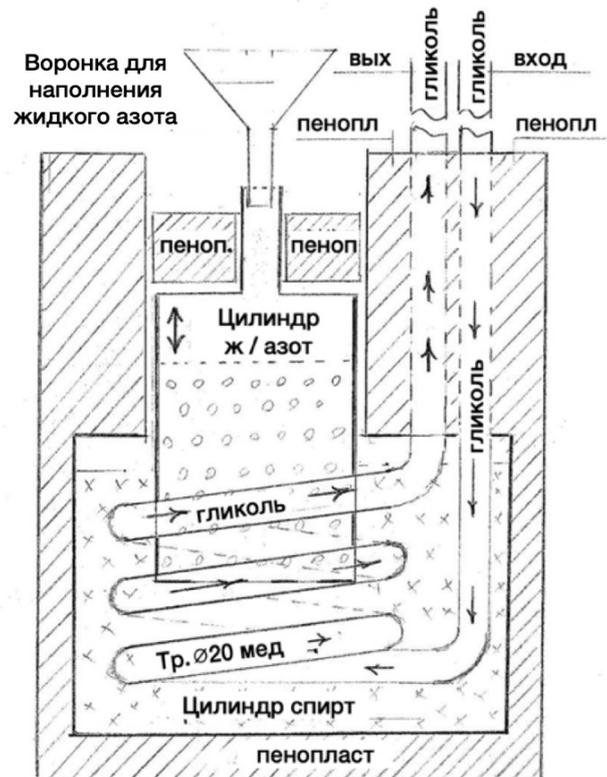 Воронка для
наполнения
жидкого азота
вых
гликоль
гликоль
вход
пенопл
пенопл
пеноп.
пеноп
Цилиндр
ж / азот
гликоль
гликоль
Тр. ⌀20 мед
Цилиндр спирт
пенопласт